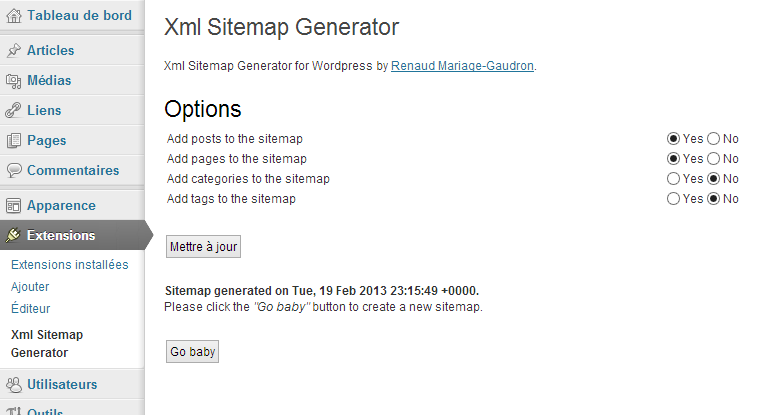 Tableau de bord
Articles
Médias
Liens
Pages
Commentaires
Apparence
Extensions
Extensions installées
Ajouter
Éditeur
Xml Sitemap
Generator
Utilisateurs
Outils
Xml Sitemap Generator
Xml Sitemap Generator for Wordpress by Renaud Mariage-Gaudron.
Options
Add posts to the sitemap Yes No
Add pages to the sitemap Yes No
Add categories to the sitemap Yes No
Add tags to the sitemap Yes No
Mettre à jour
Sitemap generated on Tue, 19 Feb 2013 23:15:49 +0000.
Please click the "Go baby" button to create a new sitemap.
Go baby